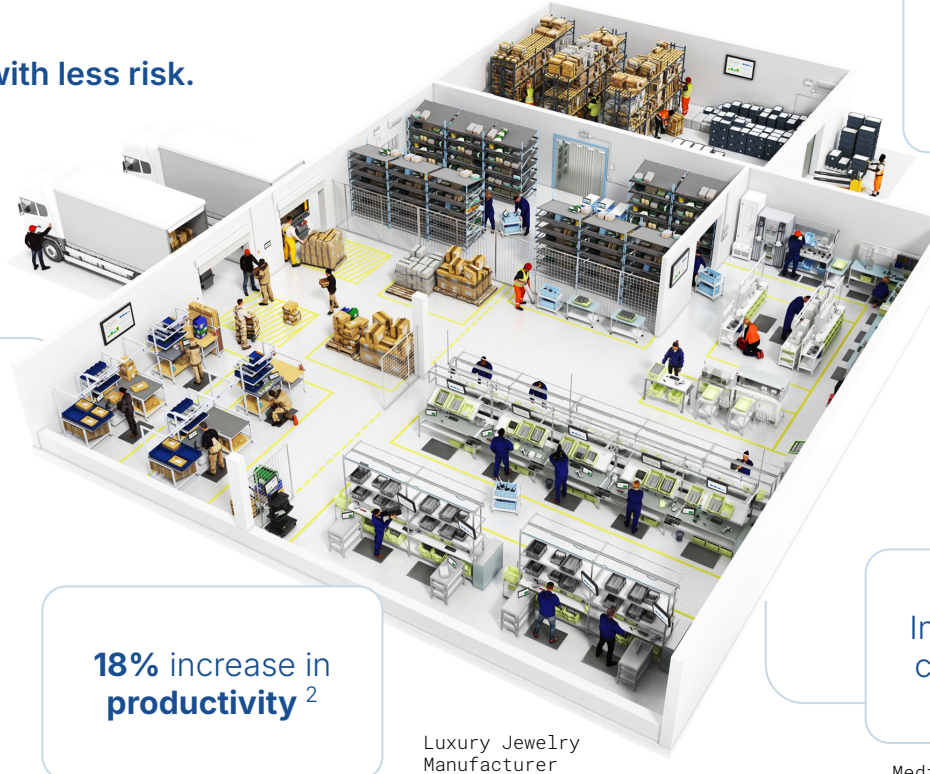 with less risk.
18% increase in
productivity 2
Luxury Jewelry
Manufacturer